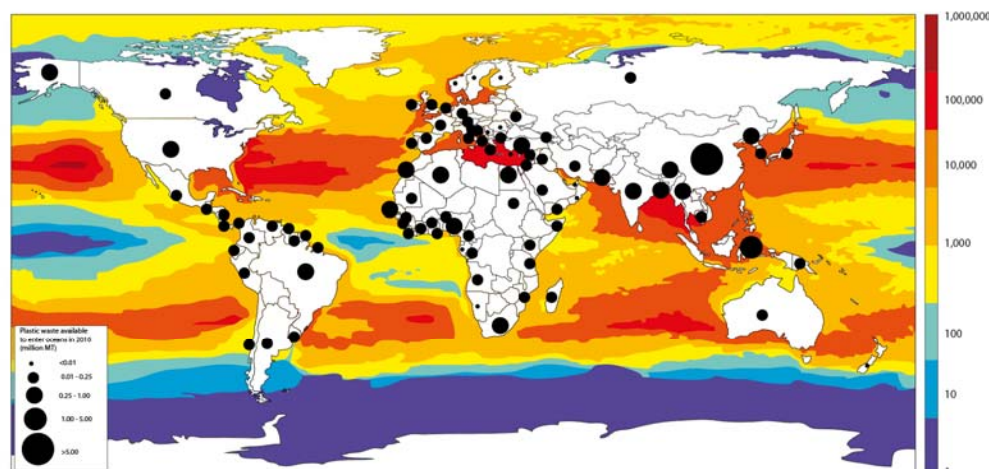 1,000,000
100,000
10,000
1,000
100
10
Plastic waste available
to enter oceans in 2016
(million MT)
<0.01
0.01 - 0.25
0.25 - 1.00
1.00 - 5.00
>5.00